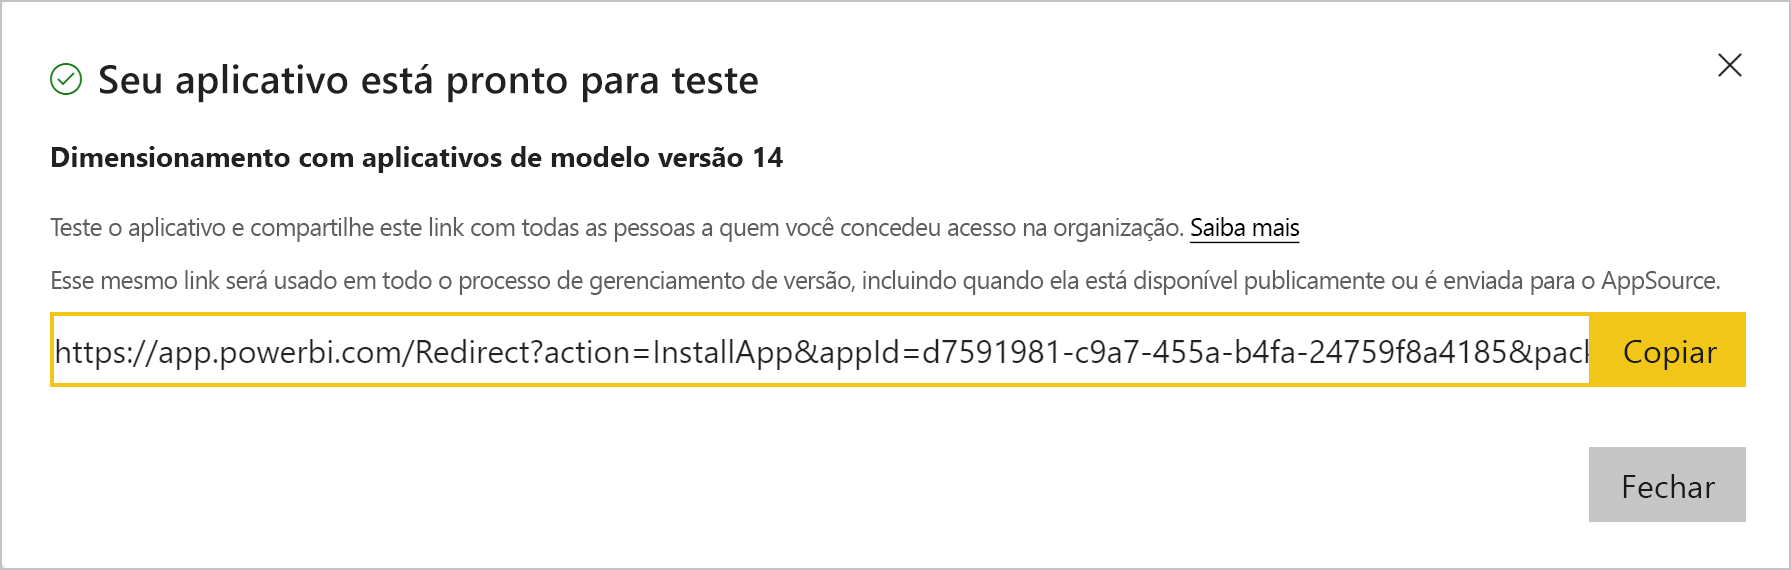 Seu aplicativo está pronto para teste
Dimensionamento com aplicativos de modelo versão 14
Teste o aplicativo e compartilhe este link com todas as pessoas a quem você concedeu acesso na organização. Saiba mais
Esse mesmo link será usado em todo o processo de gerenciamento de versão, incluindo quando ela está disponível publicamente ou é enviada para o AppSource.
https://app.powerbi.com/Redirect?action=InstallApp&appId=d7591981-c9a7-455a-b4fa-24759f8a4185&pack Copiar
Fechar